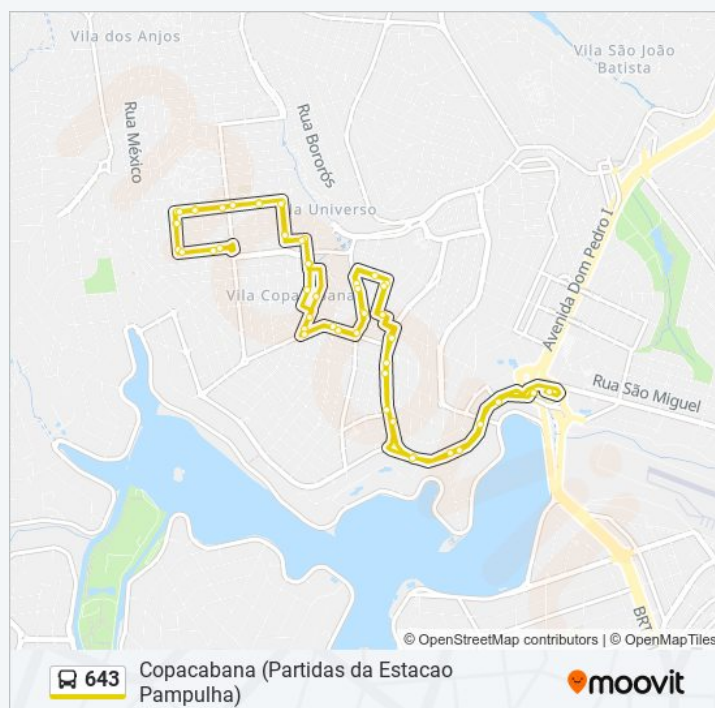 Vila dos Anjos
Vila São João
Batista
Rua México
Rua Bororós
Vila Universo
Avenida Dom Pedro I
Vila Copacabana
Rua São Miguel
BRT
© OpenStreetMap contributors | © OpenMapTiles
643
Copacabana (Partidas da Estacao
Pampulha)
moovit